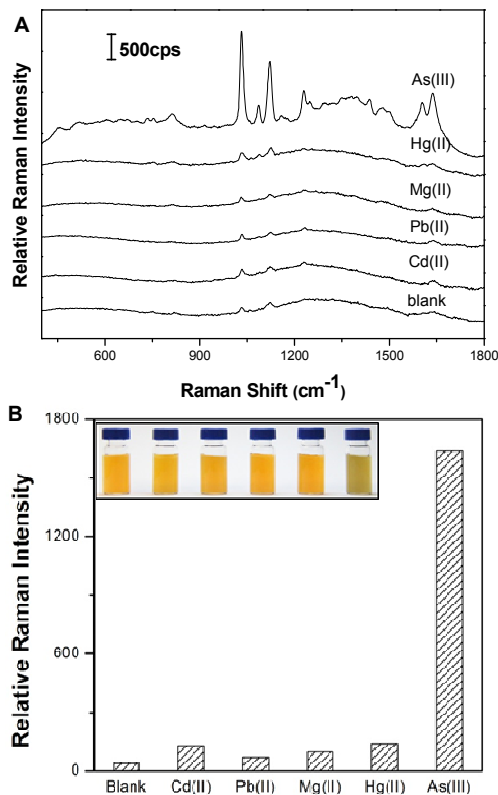 A
500cps
As(III)
Hg(II)
Mg(II)
Pb(II)
Cd(II)
blank
Relative Raman Intensity
600 900 1200 1500 1800
Raman Shift (cm-1)
B
1800
1200
600
0
Relative Raman Intensity
Blank Cd(II) Pb(II) Mg(II) Hg(II) As(III)